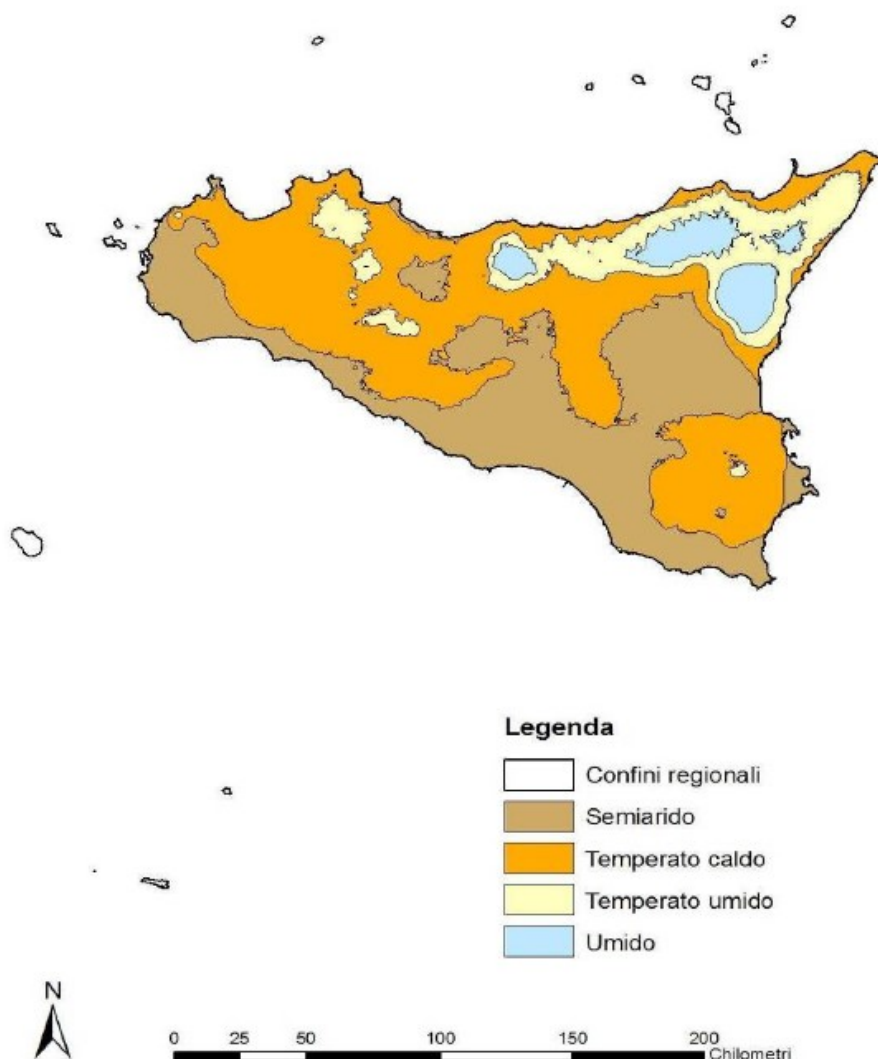 Legenda
Confini regionali
Semiarido
Temperato caldo
Temperato umido
Umido
N
0 25 50 100 150 200
Chilometri